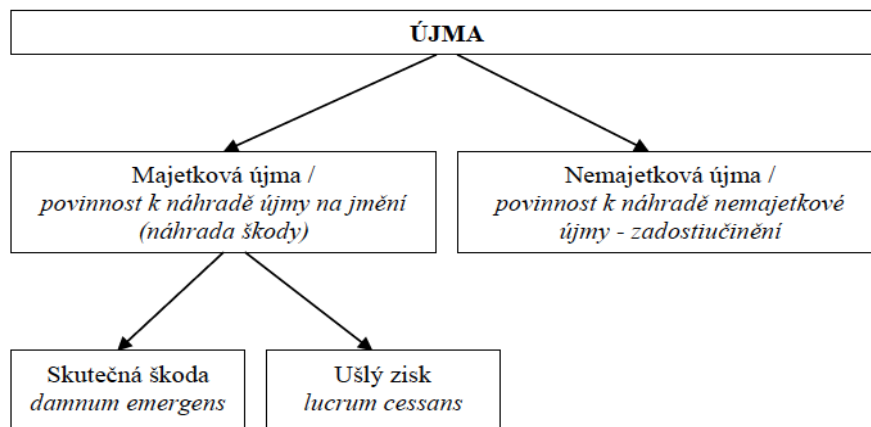 ÚJMA
Majetková újma /
povinnost k náhradě újmy na jmění
(náhrada škody)
Nemajetková újma /
povinnost k náhradě nemajetkové
újmy - zadostiučinění
Skutečná škoda
damnum emergens
Ušlý zisk
lucrum cessans